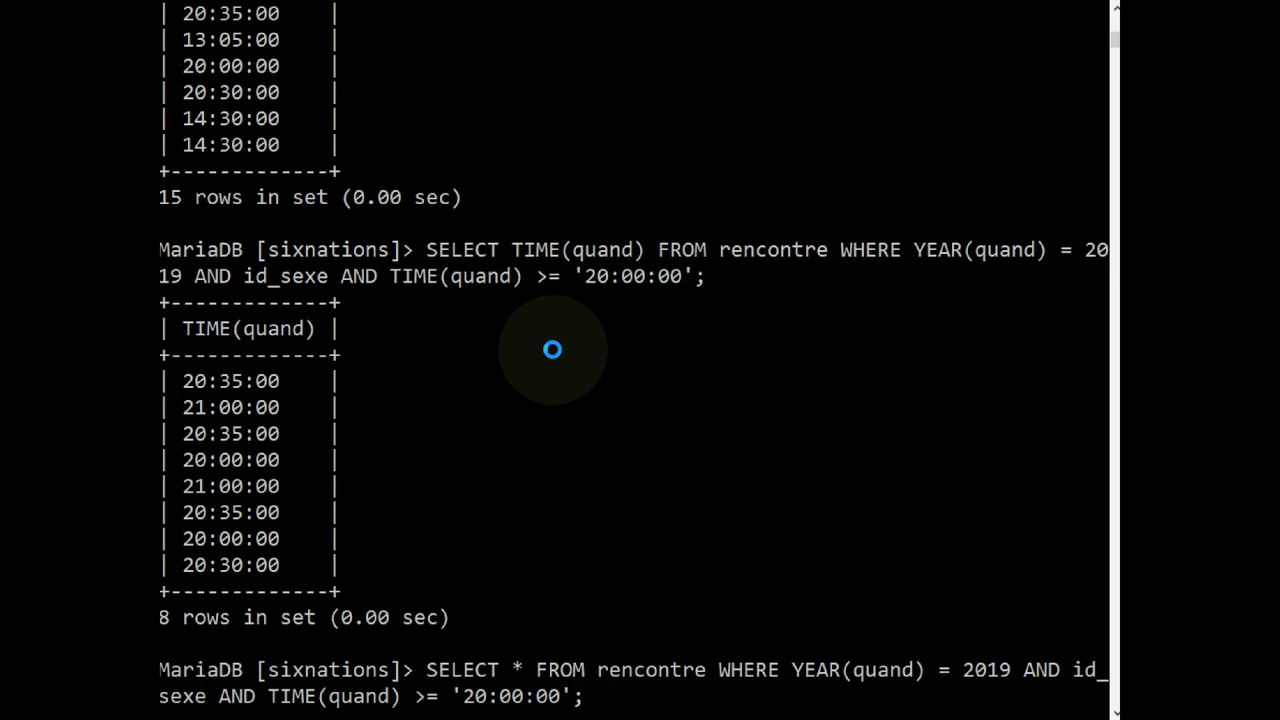 | 20:35:00    |
| 13:05:00    |
| 20:00:00    |
| 20:30:00    |
| 14:30:00    |
| 14:30:00    |
+-------------+
15 rows in set (0.00 sec)
MariaDB [sixnations]> SELECT TIME(quand) FROM rencontre WHERE YEAR(quand) = 20
19 AND id_sexe AND TIME(quand) >= '20:00:00';
+-------------+
| TIME(quand) |
+-------------+
| 20:35:00    |
| 21:00:00    |
| 20:35:00    |
| 20:00:00    |
| 21:00:00    |
| 20:35:00    |
| 20:00:00    |
| 20:30:00    |
+-------------+
8 rows in set (0.00 sec)
MariaDB [sixnations]> SELECT * FROM rencontre WHERE YEAR(quand) = 2019 AND id_
sexe AND TIME(quand) >= '20:00:00';